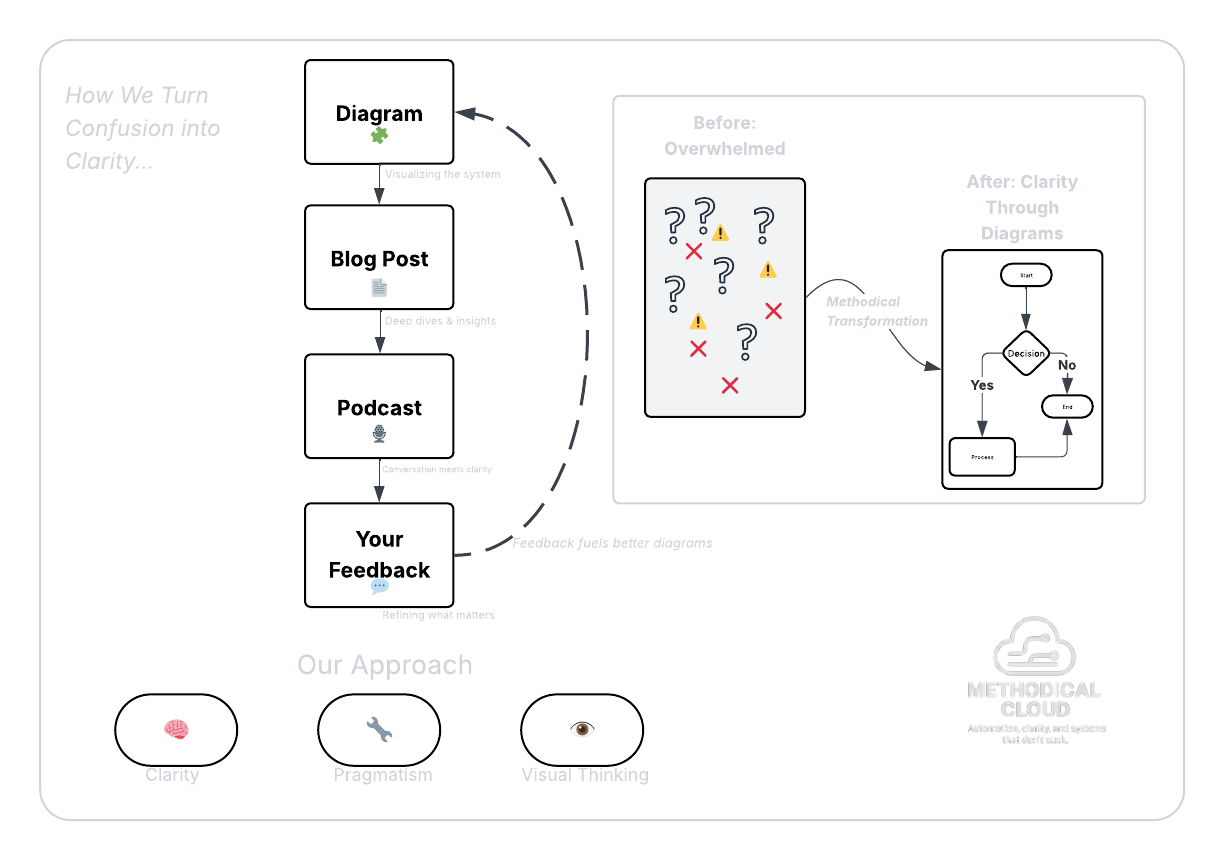 How We Turn
Confusion into
Clarity...
Diagram
Visualizing the system
Blog Post
Deep dives & insights
Podcast
Conversation meets clarity
Your
Feedback
Refining what matters
Feedback fuels better diagrams
Before:
Overwhelmed
Methodical
Transformation
After: Clarity
Through
Diagrams
Start
Decision
Yes
No
End
Process
Our Approach
Clarity
Pragmatism
Visual Thinking
METHODICAL
CLOUD
Automation, clarity, and systems
that don't suck.